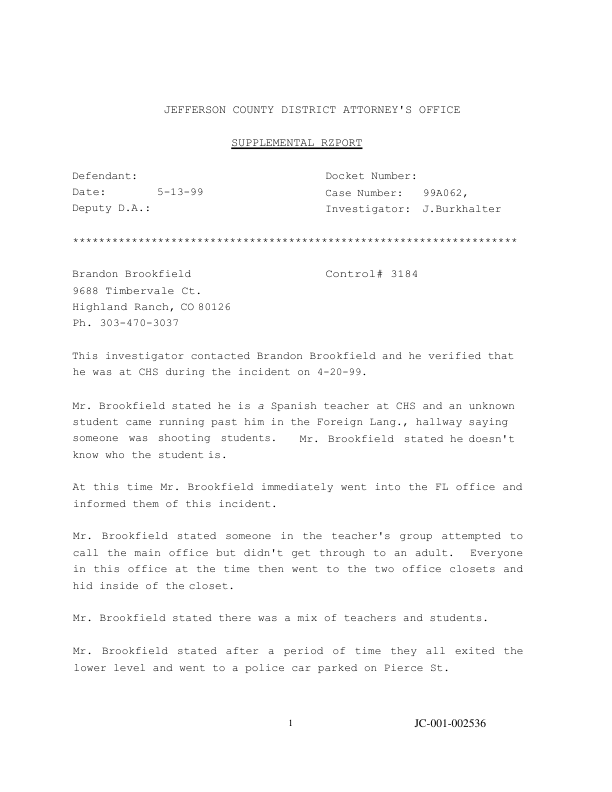 JEFFERSON COUNTY DISTRICT ATTORNEY'S OFFICE
SUPPLEMENTAL RZPORT
Defendant: Docket Number:
Date: 5-13-99 Case Number: 99A062,
Deputy D.A.: Investigator: J.Burkhalter
********************************************************************
Brandon Brookfield Control# 3184
9688 Timbervale Ct.
Highland Ranch, CO 80126
Ph. 303-470-3037
This investigator contacted Brandon Brookfield and he verified that
he was at CHS during the incident on 4-20-99.
Mr. Brookfield stated he is a Spanish teacher at CHS and an unknown
student came running past him in the Foreign Lang., hallway saying
someone was shooting students. Mr. Brookfield stated he doesn't
know who the student is.
At this time Mr. Brookfield immediately went into the FL office and
informed them of this incident.
Mr. Brookfield stated someone in the teacher's group attempted to
call the main office but didn't get through to an adult. Everyone
in this office at the time then went to the two office closets and
hid inside of the closet.
Mr. Brookfield stated there was a mix of teachers and students.
Mr. Brookfield stated after a period of time they all exited the
lower level and went to a police car parked on Pierce St.
1 JC-001-002536